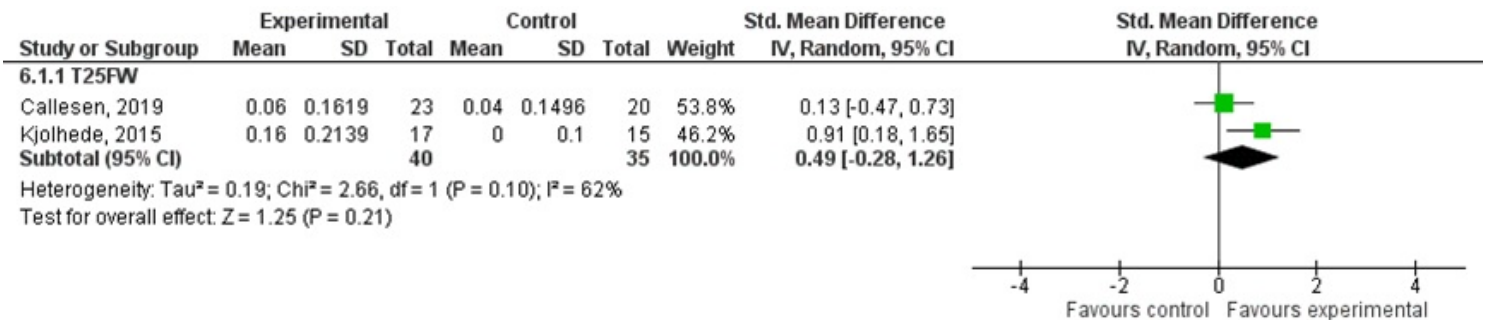 Experimental Control Std. Mean Difference Std. Mean Difference
Study or Subgroup Mean SD Total Mean SD Total Weight IV, Random, 95% CI IV, Random, 95% CI
6.1.1 T25FW
Callesen, 2019 0.06 0.1619 23 0.04 0.1496 20 53.8% 0.13 [-0.47, 0.73]
Kjolhede, 2015 0.16 0.2139 17 0 0.1 15 46.2% 0.91 [0.18, 1.65]
Subtotal (95% CI) 40 35 100.0% 0.49 [-0.28, 1.26]
Heterogeneity: Tau² = 0.19; Chi² = 2.66, df = 1 (P = 0.10); I² = 62%
Test for overall effect: Z = 1.25 (P = 0.21)
-4 -2 0 2 4
Favours control Favours experimental